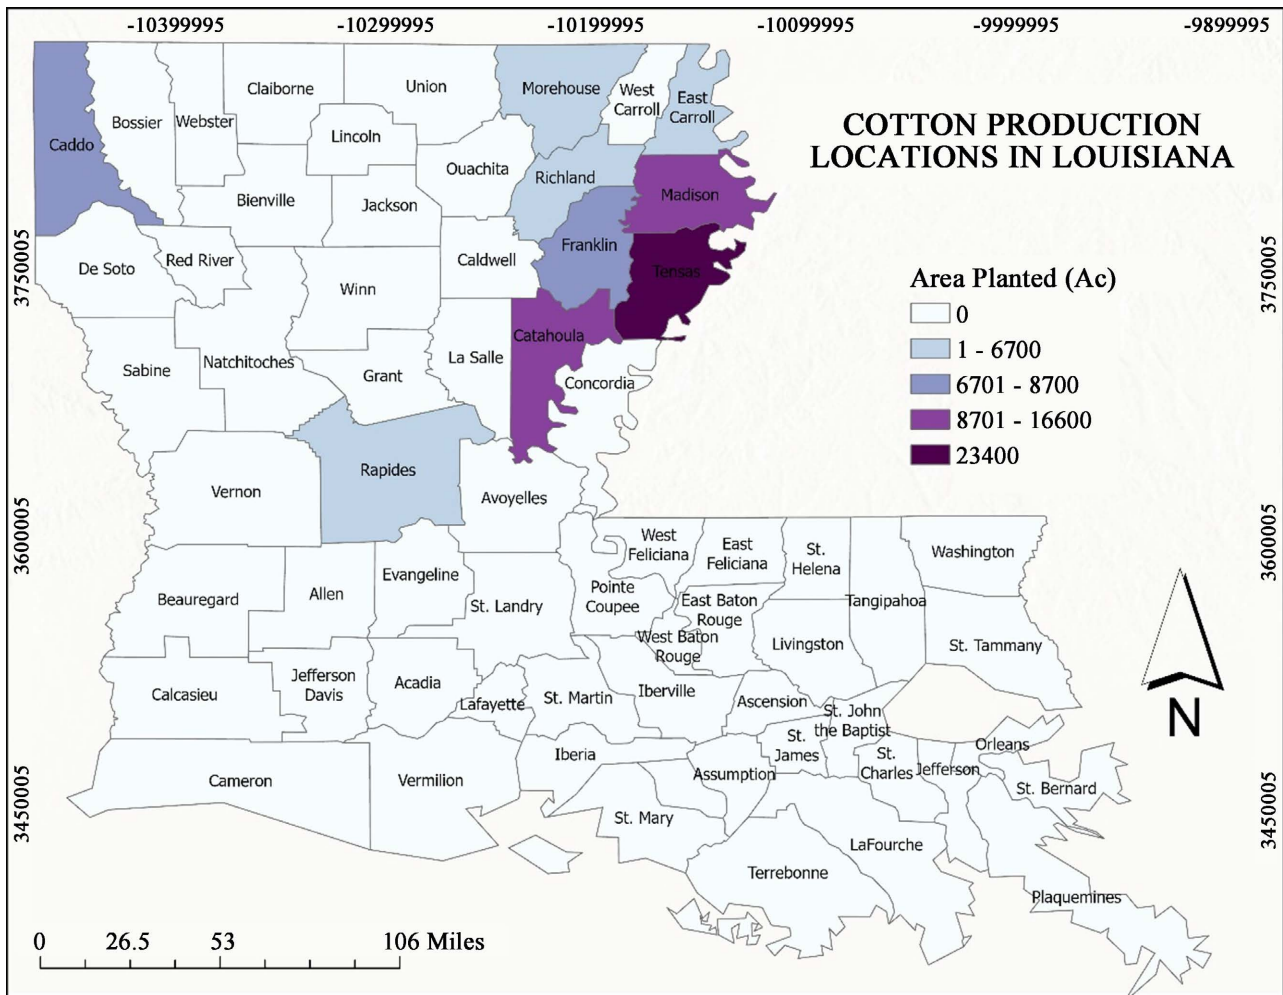 -10399995 -10299995 -10199995 -10099995 -9999995 -9899995
COTTON PRODUCTION
LOCATIONS IN LOUISIANA
Claiborne
Union
Morehouse
West
Carroll
East
Carroll
Bossier
Webster
Lincoln
Caddo
Ouachita
Richland
Madison
Bienville
Jackson
Franklin
3750005
3750005
De Soto
Red River
Caldwell
Tensas
Winn
Area Planted (Ac)
0
1 - 6700
6701 - 8700
8701 - 16600
23400
Catahoula
Sabine
Natchitoches
Grant
La Salle
Concordia
Rapides
Vernon
Avoyelles
3600005
3600005
West
Feliciana
East
Feliciana
St.
Helena
Washington
Beauregard
Allen
Evangeline
St. Landry
Pointe
Coupee
East Baton
Rouge
Tangipahoa
West Baton
Rouge
Livingston
St. Tammany
Calcasieu
Jefferson
Davis
Acadia
Lafayette
St. Martin
Iberville
Ascension
St. John
the Baptist
N
St.
James
Orleans
Cameron
Vermilion
Iberia
Assumption
St.
Charles
Jefferson
St. Bernard
3450005
3450005
St. Mary
LaFourche
Terrebonne
Plaquemines
0 26.5 53 106 Miles